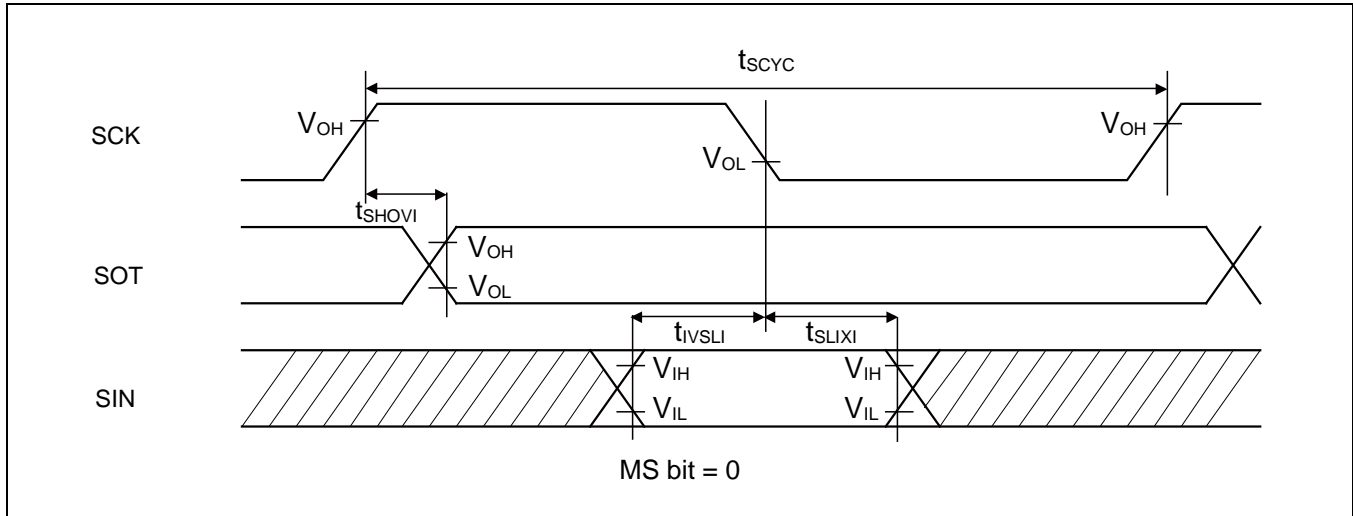 tSCYC
SCK
VOH
VOL
VOH
tSHOVI
SOT
VOH
VOL
tIVSLI
tSLIXI
SIN
VIH
VIL
VIH
VIL
MS bit = 0